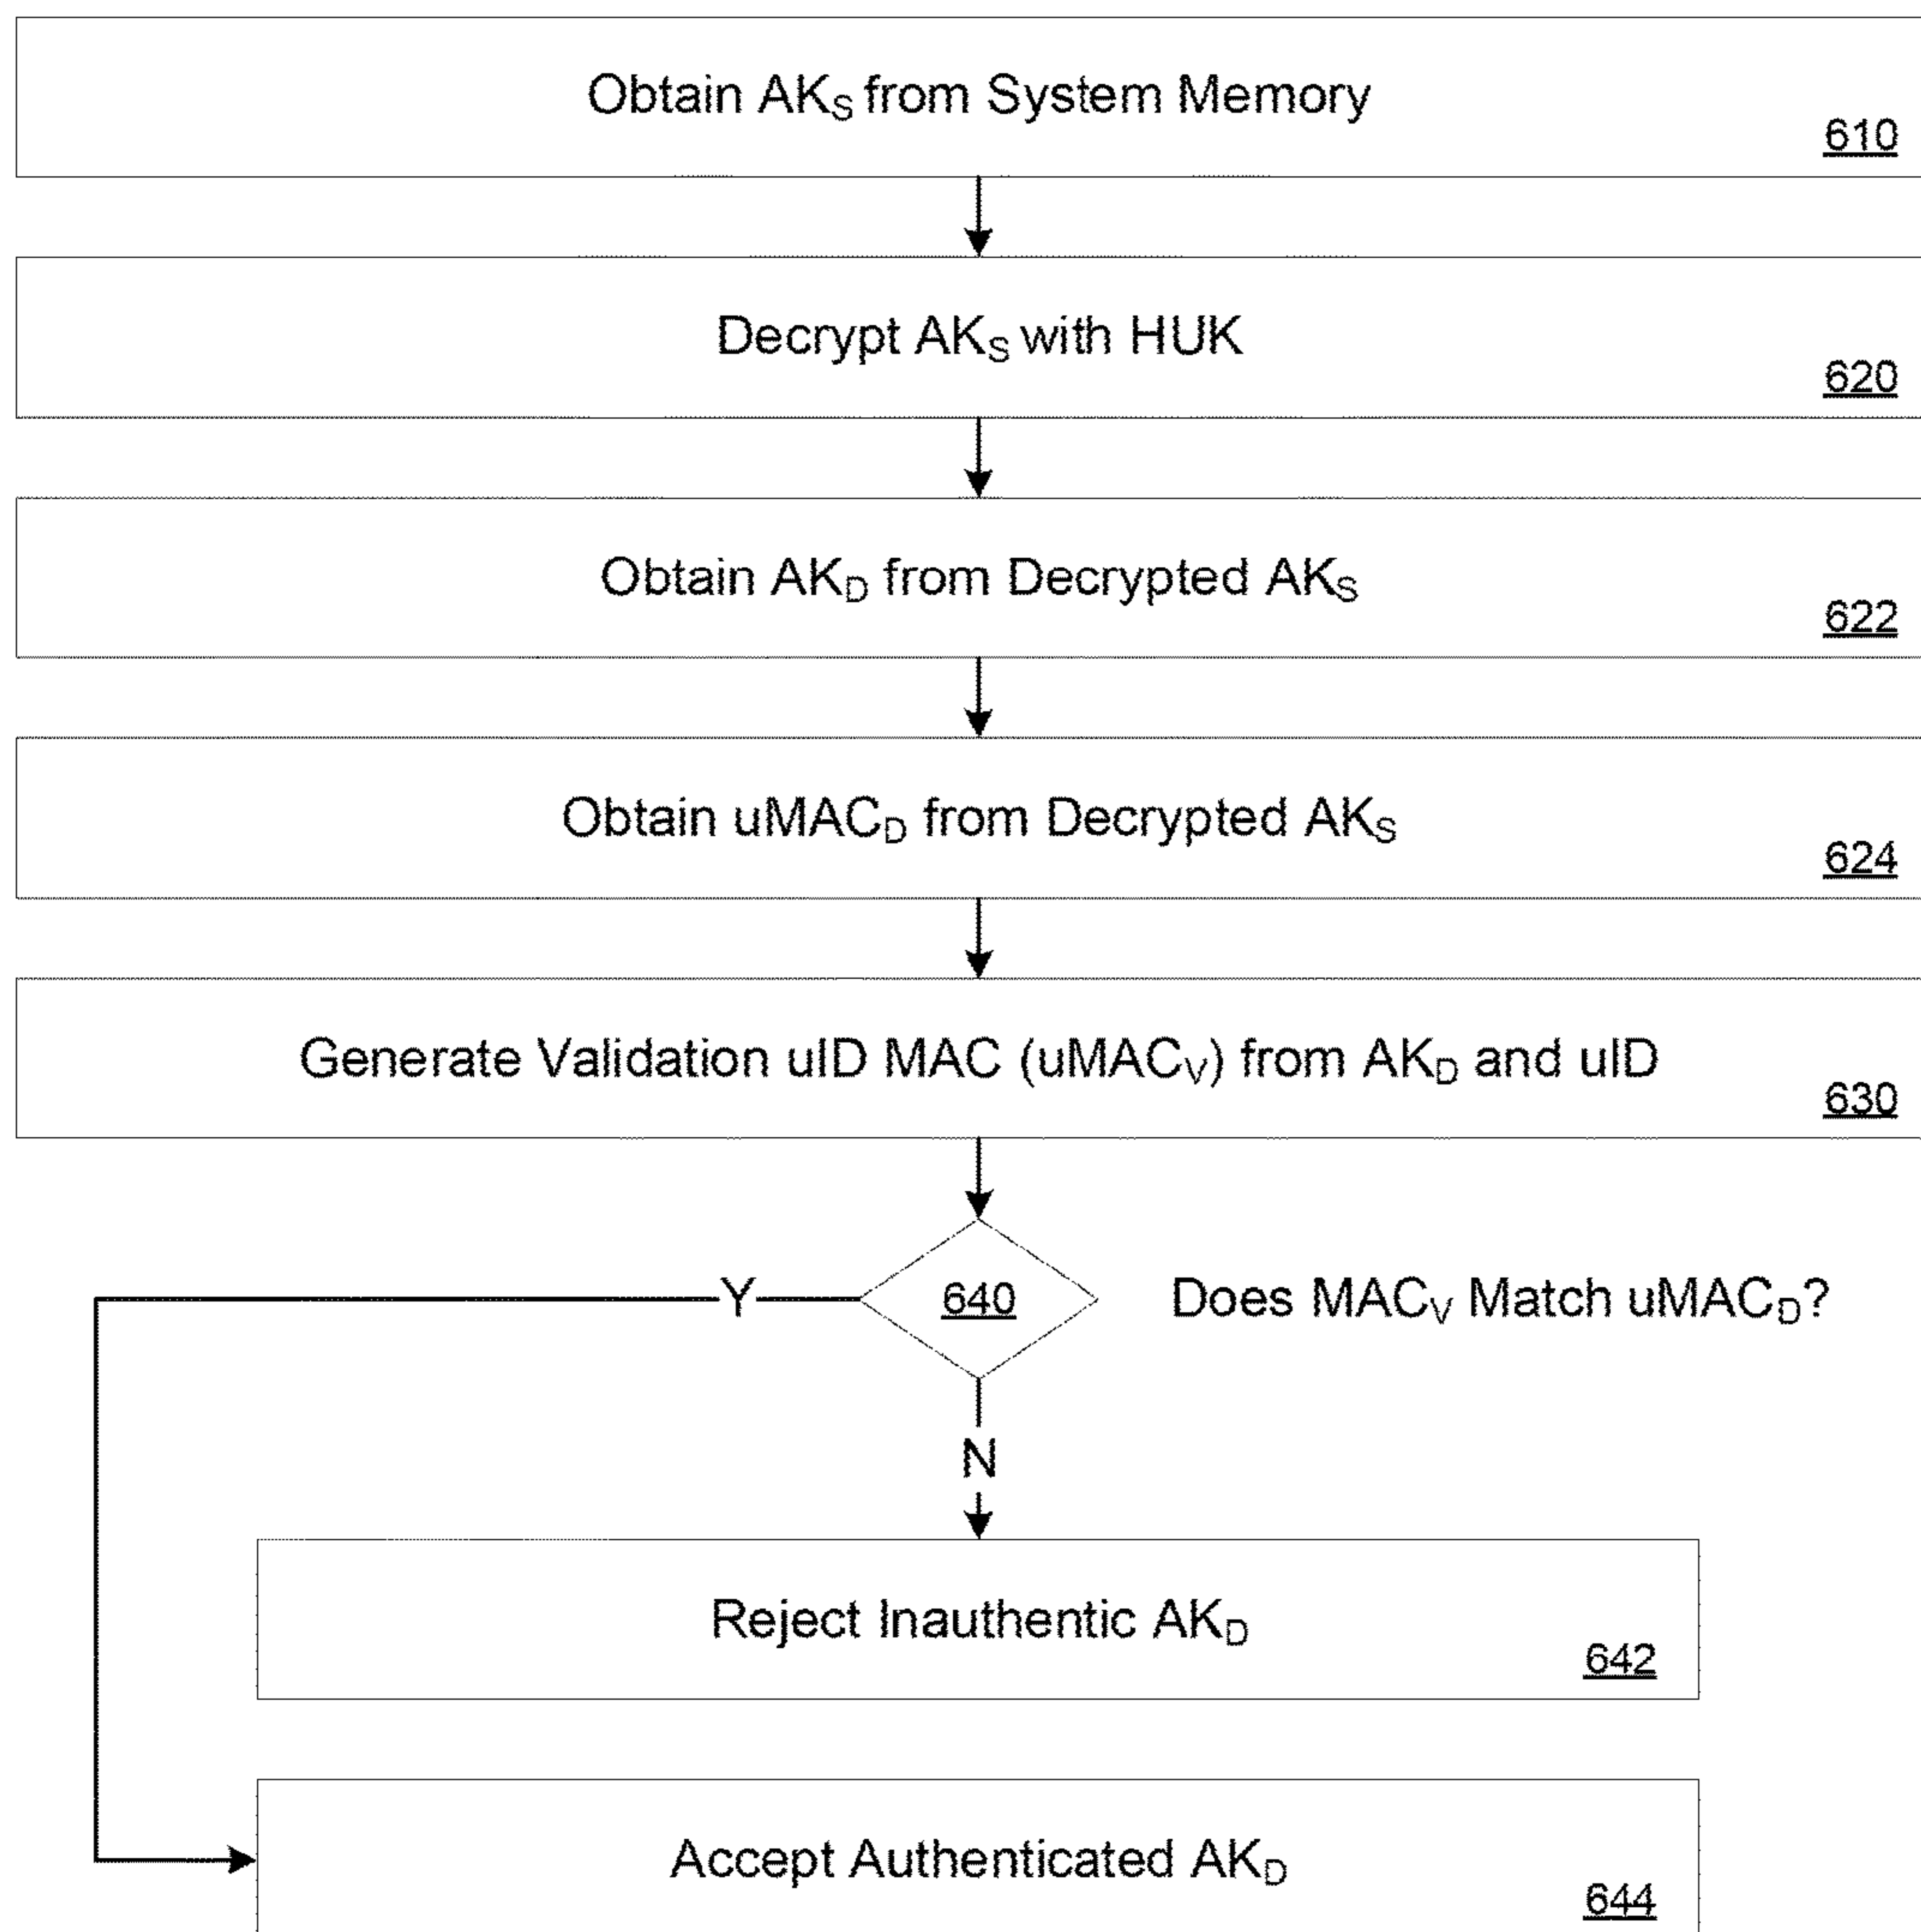 Obtain AKS from System Memory
610
Decrypt AKS with HUK
620
Obtain AKD from Decrypted AKS
622
Obtain uMACD from Decrypted AKS
624
Generate Validation uID MAC (uMACV) from AKD and uID
630
Y 640 Does MACV Match uMACD?
N
Reject Inauthentic AKD
642
Accept Authenticated AKD
644